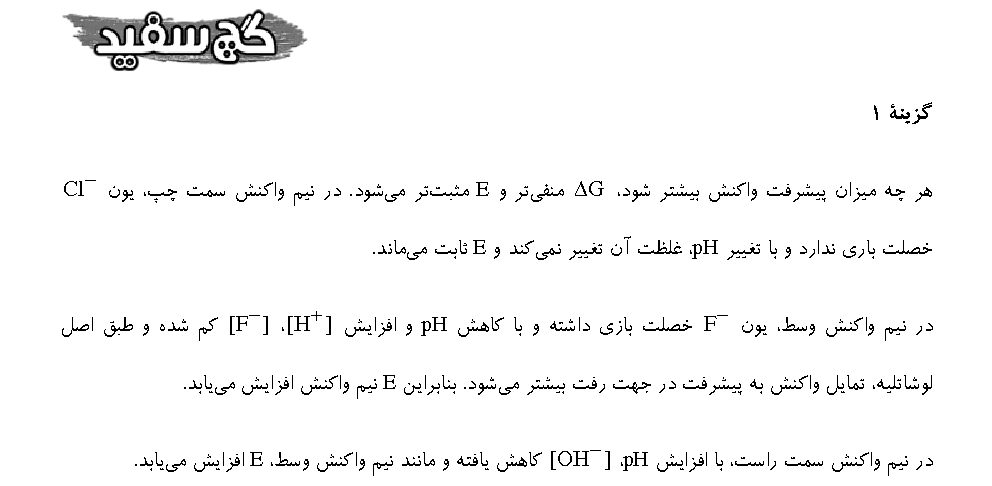 گچ سفید
گزینهٔ ۱
هر چه میزان پیشرفت واکنش بیشتر شود، ΔG منفی‌تر و E مثبت‌تر می‌شود. در نیم واکنش سمت چپ، یون Cl⁻
خصلت باری ندارد و با تغییر pH، غلظت آن تغییر نمی‌کند و E ثابت می‌ماند.
در نیم واکنش وسط، یون F⁻ خصلت بازی داشته و با کاهش pH و افزایش [H⁺]، [F⁻] کم شده و طبق اصل
لوشاتلیه، تمایل واکنش به پیشرفت در جهت رفت بیشتر می‌شود. بنابراین E نیم واکنش افزایش می‌یابد.
در نیم واکنش سمت راست، با افزایش pH، [OH⁻] کاهش یافته و مانند نیم واکنش وسط، E افزایش می‌یابد.